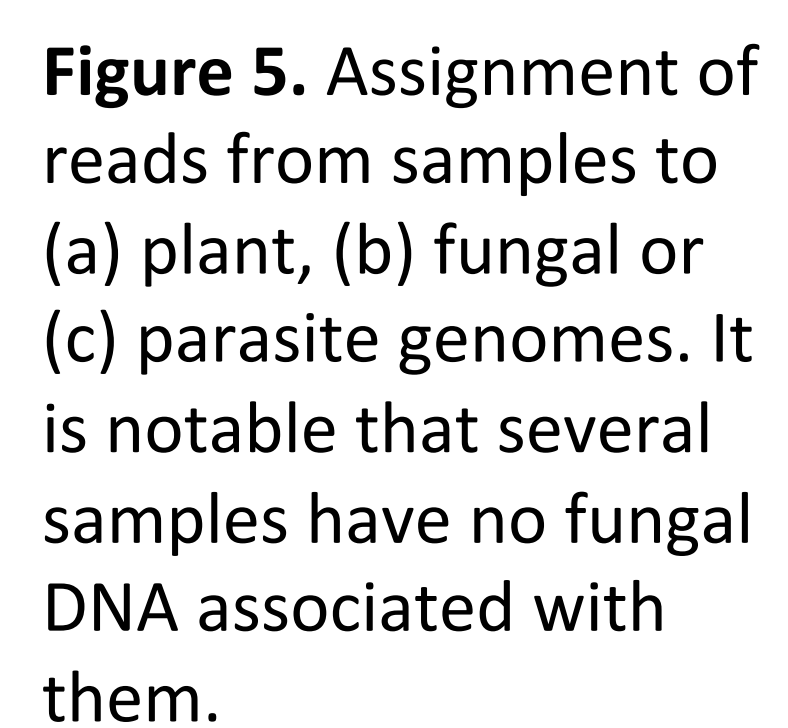 Figure 5. Assignment of
reads from samples to
(a) plant, (b) fungal or
(c) parasite genomes. It
is notable that several
samples have no fungal
DNA associated with
them.